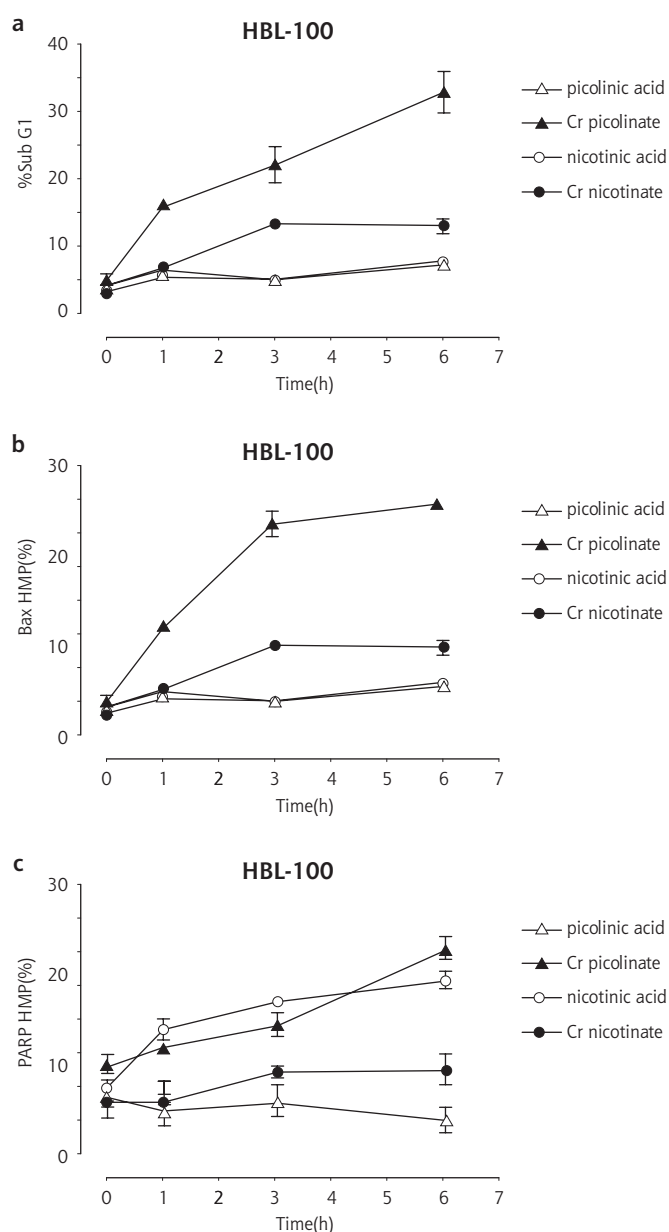 a
HBL-100
40
30
20
10
0
%Sub G1
0 1 2 3 4 5 6 7
Time(h)
picolinic acid
Cr picolinate
nicotinic acid
Cr nicotinate
b
HBL-100
30
20
10
0
Bax HMP(%)
0 1 2 3 4 5 6 7
Time(h)
picolinic acid
Cr picolinate
nicotinic acid
Cr nicotinate
c
HBL-100
30
20
10
0
PARP HMP(%)
0 1 2 3 4 5 6 7
Time(h)
picolinic acid
Cr picolinate
nicotinic acid
Cr nicotinate